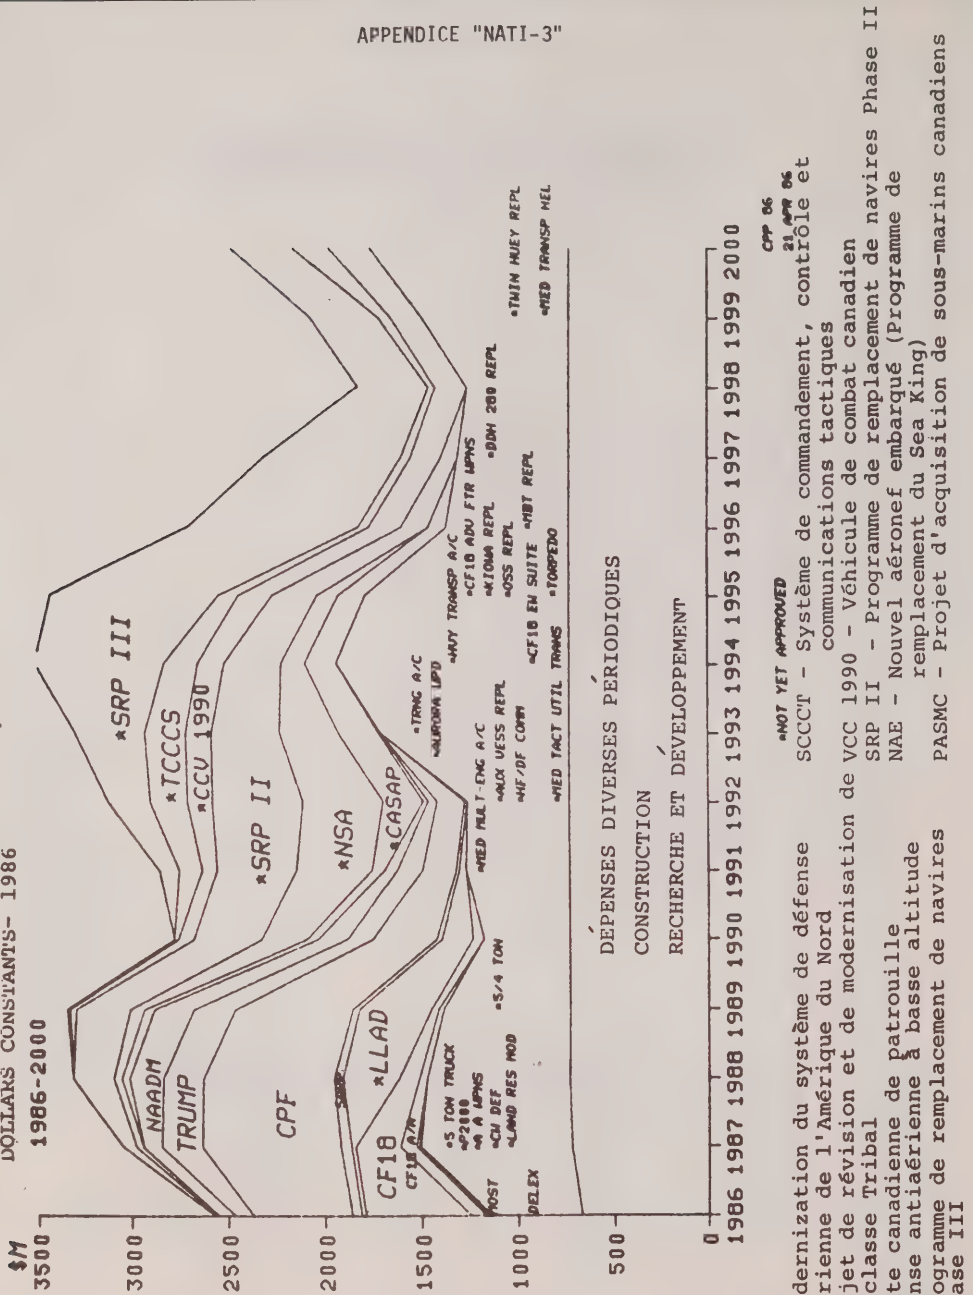 APPENDICE "NATI-3"
DOLLARS CONSTANTS- 1986
1986-2000
$M
3500
3000
2500
2000
1500
1000
500
0
*SRP III
*TCCCS
*CCV 1990
*SRP II
*NSA
*CASAP
NAADM
TRUMP
CPF
*LLAD
CF18
CF18 A/A
MOST
DELEX
*5 TON TRUCK
*P2000
*A A WPNS
*CW DEF
*LAND RES MOD
*5/4 TON
*MED MULT-ENG A/C
*AUX VESS REPL
*HF/DF COMM
*MED TACT UTIL TRANS
*TRNG A/C
*AURORA UPD
*HVY TRANSP A/C
*CF18 ADV FTR WPNS
*KIOWA REPL
*OSS REPL
*CF18 EW SUITE
*MBT REPL
*TORPEDO
*DDH 280 REPL
*TWIN HUEY REPL
*MED TRANSP HEL
DÉPENSES DIVERSES PÉRIODIQUES
CONSTRUCTION
RECHERCHE ET DÉVELOPPEMENT
1986 1987 1988 1989 1990 1991 1992 1993 1994 1995 1996 1997 1998 1999 2000
*NOT YET APPROVED
CPP 86
21 APR 86
dernization du système de défense
rienne de l'Amérique du Nord
jet de révision et de modernisation de
classe Tribal
te canadienne de patrouille
nse antiaérienne à basse altitude
ogramme de remplacement de navires
ase III
SCCCT - Système de commandement, contrôle et
communications tactiques
VCC 1990 - Véhicule de combat canadien
SRP II - Programme de remplacement de navires Phase II
NAE - Nouvel aéronef embarqué (Programme de
remplacement du Sea King)
PASMC - Projet d'acquisition de sous-marins canadiens